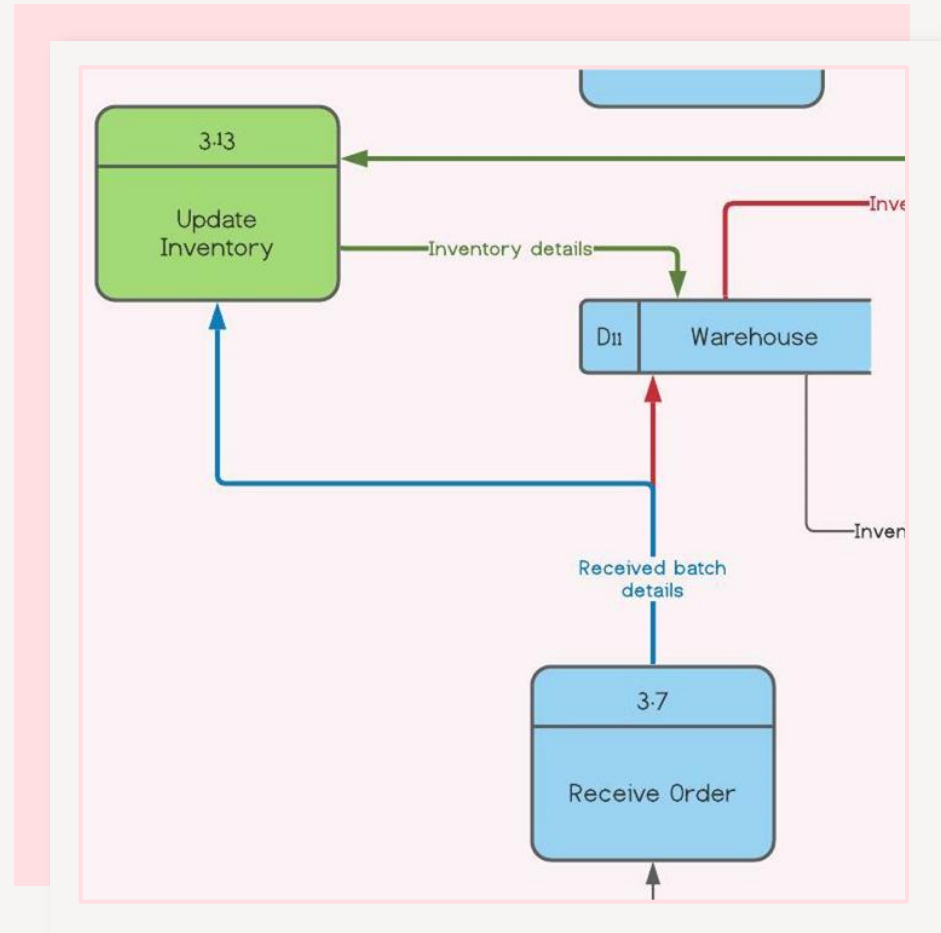 3.13
Update
Inventory
Inventory details
D11
Warehouse
Received batch
details
3.7
Receive Order